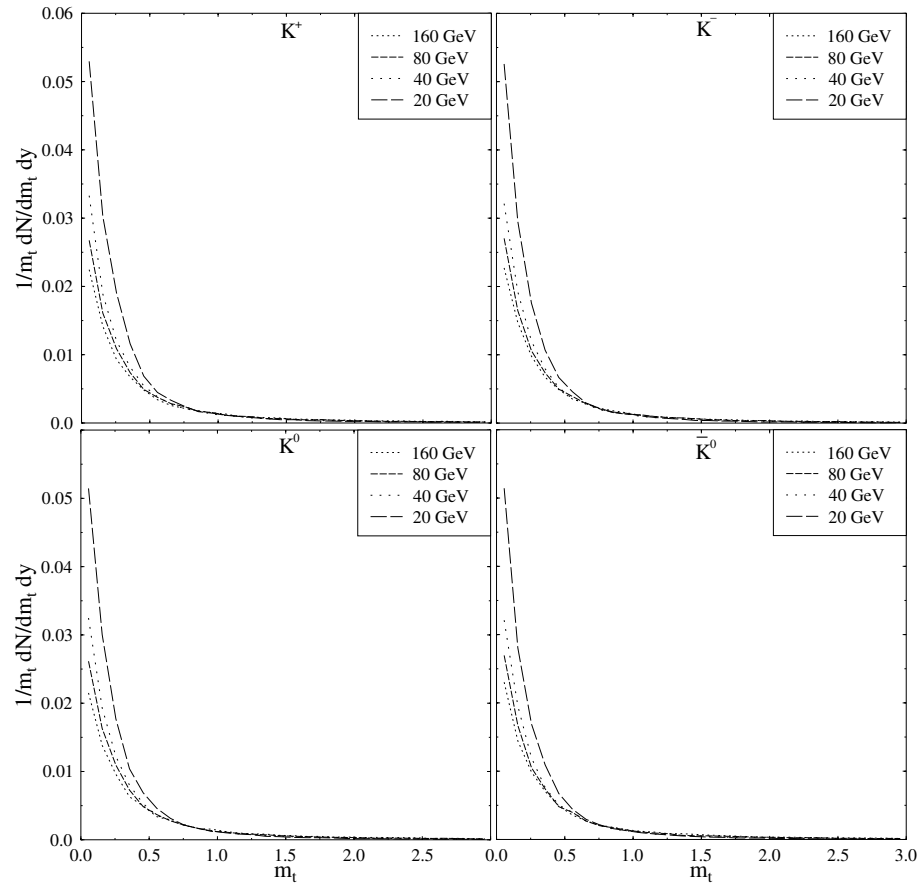 0.06
0.05
0.04
0.03
0.02
0.01
0.0
1/m_t dN/dm_t dy
K^+
160 GeV
80 GeV
40 GeV
20 GeV
K^-
160 GeV
80 GeV
40 GeV
20 GeV
0.05
0.04
0.03
0.02
0.01
0.0
1/m_t dN/dm_t dy
K^0
160 GeV
80 GeV
40 GeV
20 GeV
K̄^0
160 GeV
80 GeV
40 GeV
20 GeV
0.0 0.5 1.0 1.5 2.0 2.5
m_t
0.0 0.5 1.0 1.5 2.0 2.5 3.0
m_t